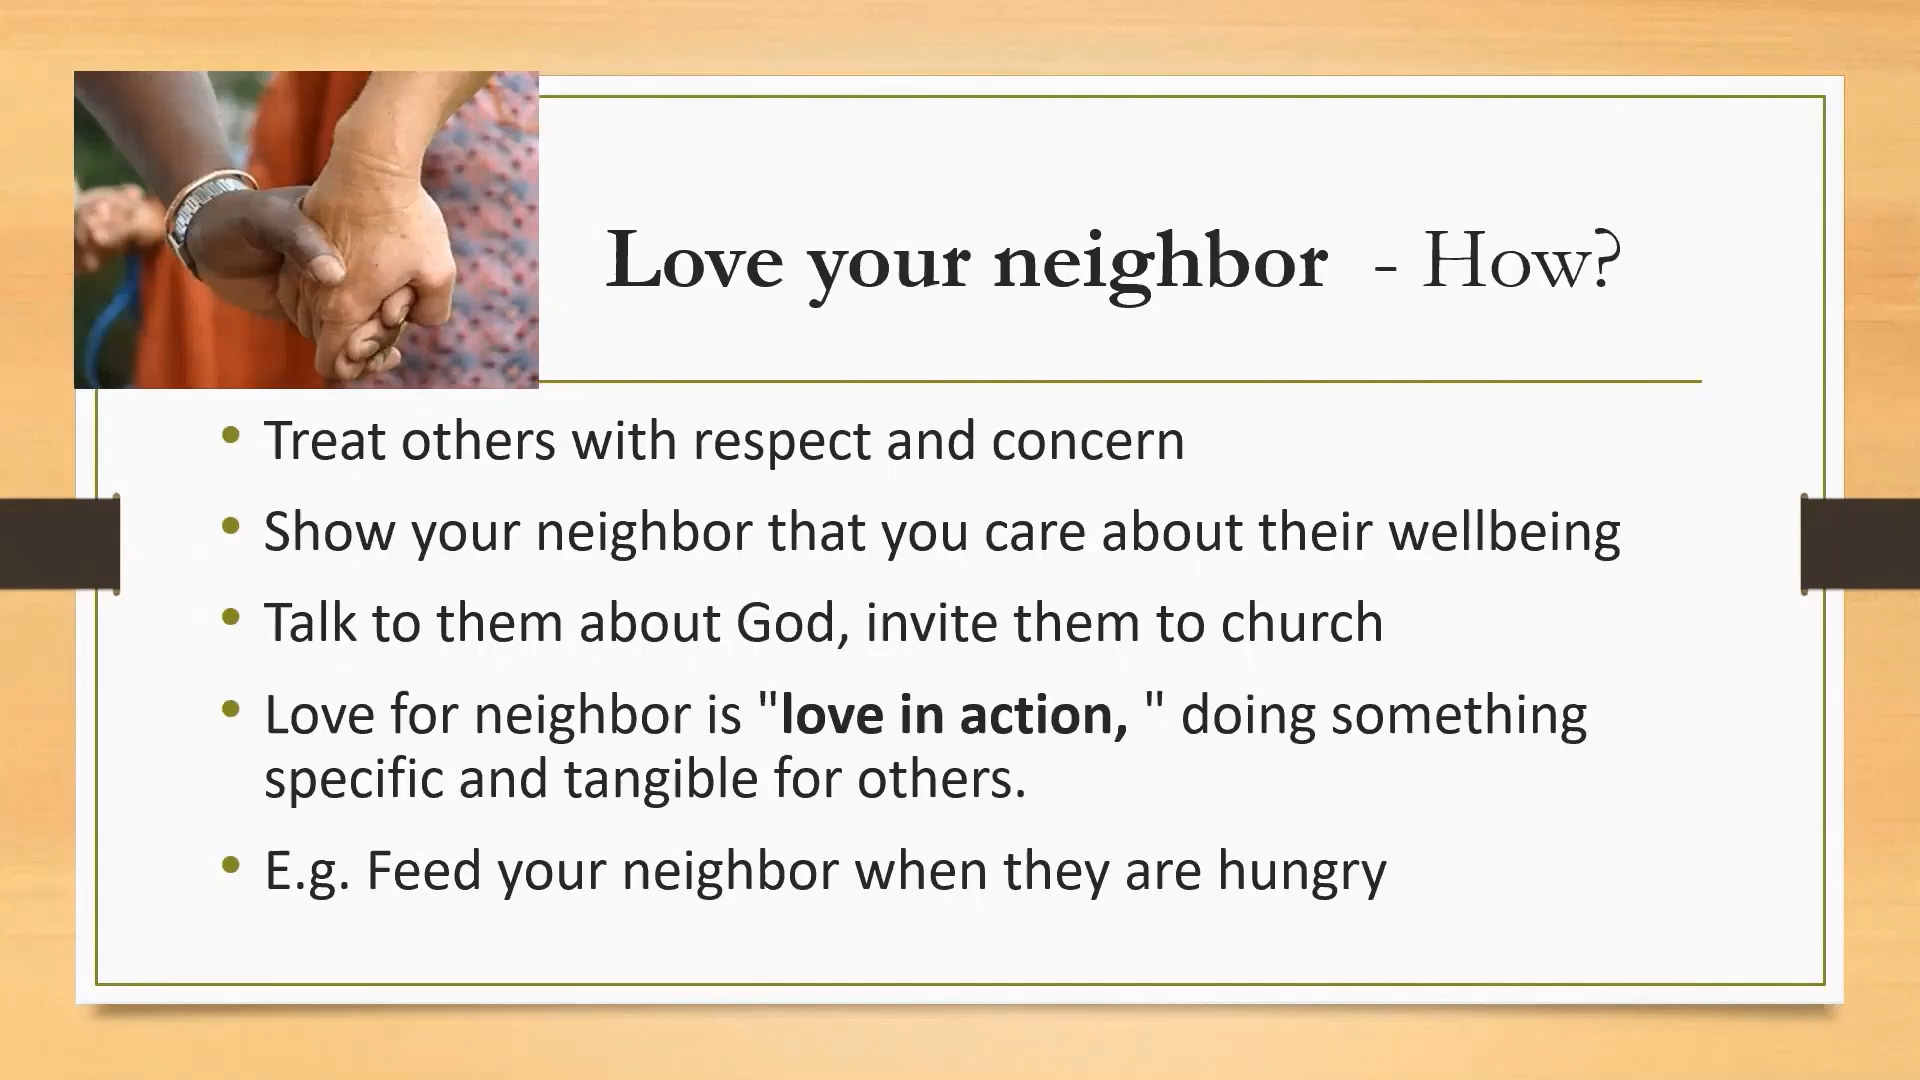 Love your neighbor - How?
• Treat others with respect and concern
• Show your neighbor that you care about their wellbeing
• Talk to them about God, invite them to church
• Love for neighbor is "love in action, " doing something
specific and tangible for others.
• E.g. Feed your neighbor when they are hungry